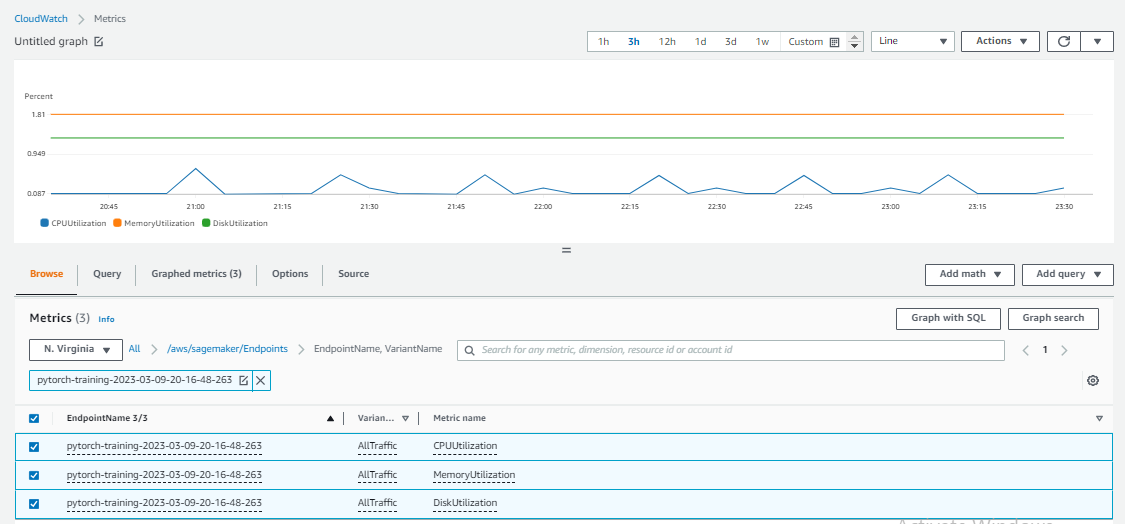 CloudWatch Metrics
Untitled graph 1h 3h 12h 1d 3d 1w Custom Line Actions
Percent
1.81
0.949
0.087
20:45 21:00 21:15 21:30 21:45 22:00 22:15 22:30 22:45 23:00 23:15 23:30
CPUUtilization MemoryUtilization DiskUtilization
Browse Query Graphed metrics (3) Options Source Add math Add query
Metrics (3) Info Graph with SQL Graph search
N. Virginia All /aws/sagemaker/Endpoints EndpointName, VariantName Search for any metric, dimension, resource id or account id 1
pytorch-training-2023-03-09-20-16-48-263
EndpointName 3/3 Varian... Metric name
pytorch-training-2023-03-09-20-16-48-263 AllTraffic CPUUtilization
pytorch-training-2023-03-09-20-16-48-263 AllTraffic MemoryUtilization
pytorch-training-2023-03-09-20-16-48-263 AllTraffic DiskUtilization
Activate Windows